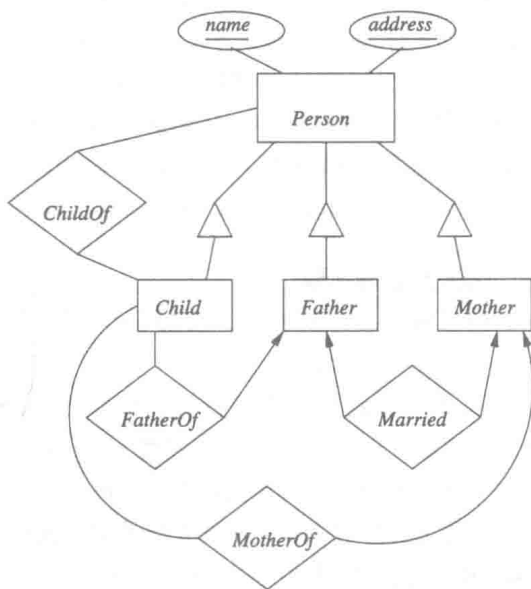 name address
Person
ChildOf
Child Father Mother
FatherOf Married
MotherOf